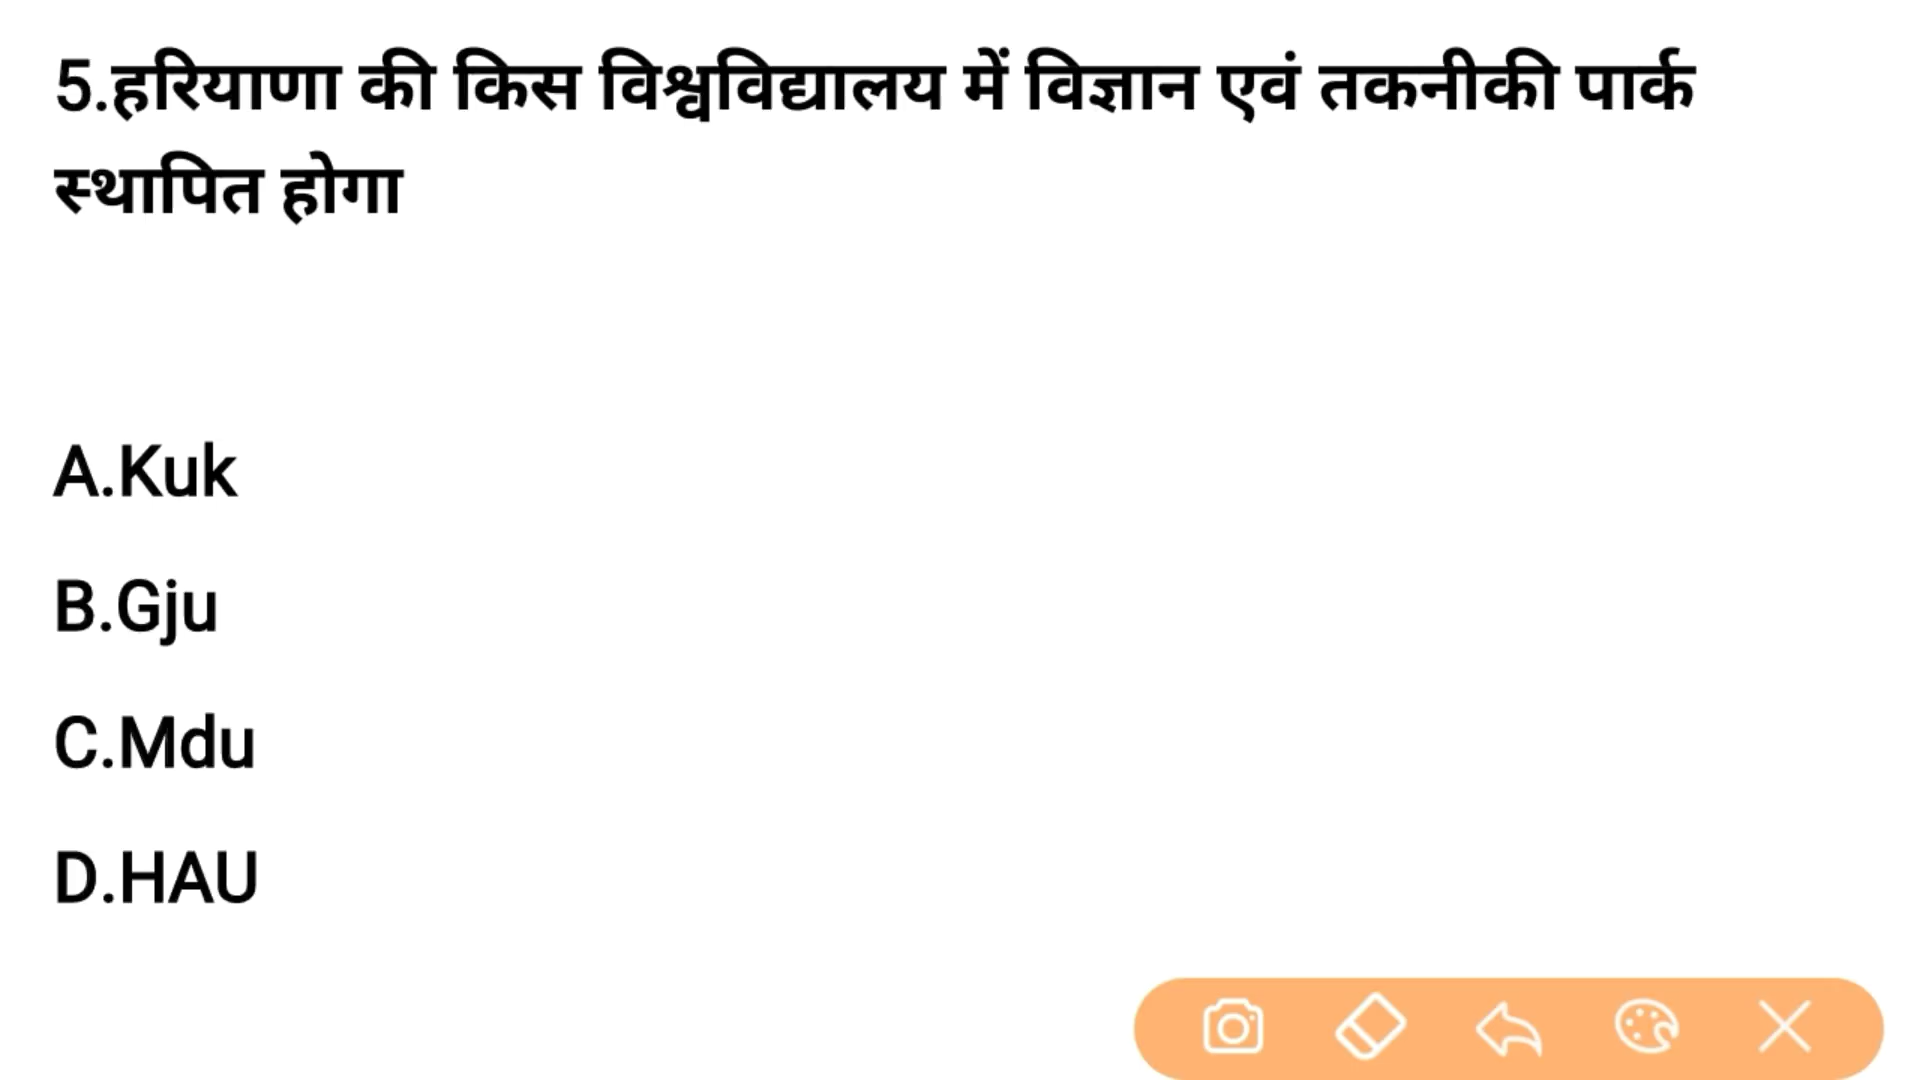 5.हरियाणा की किस विश्वविद्यालय में विज्ञान एवं तकनीकी पार्क
स्थापित होगा
A.Kuk
B.Gju
C.Mdu
D.HAU